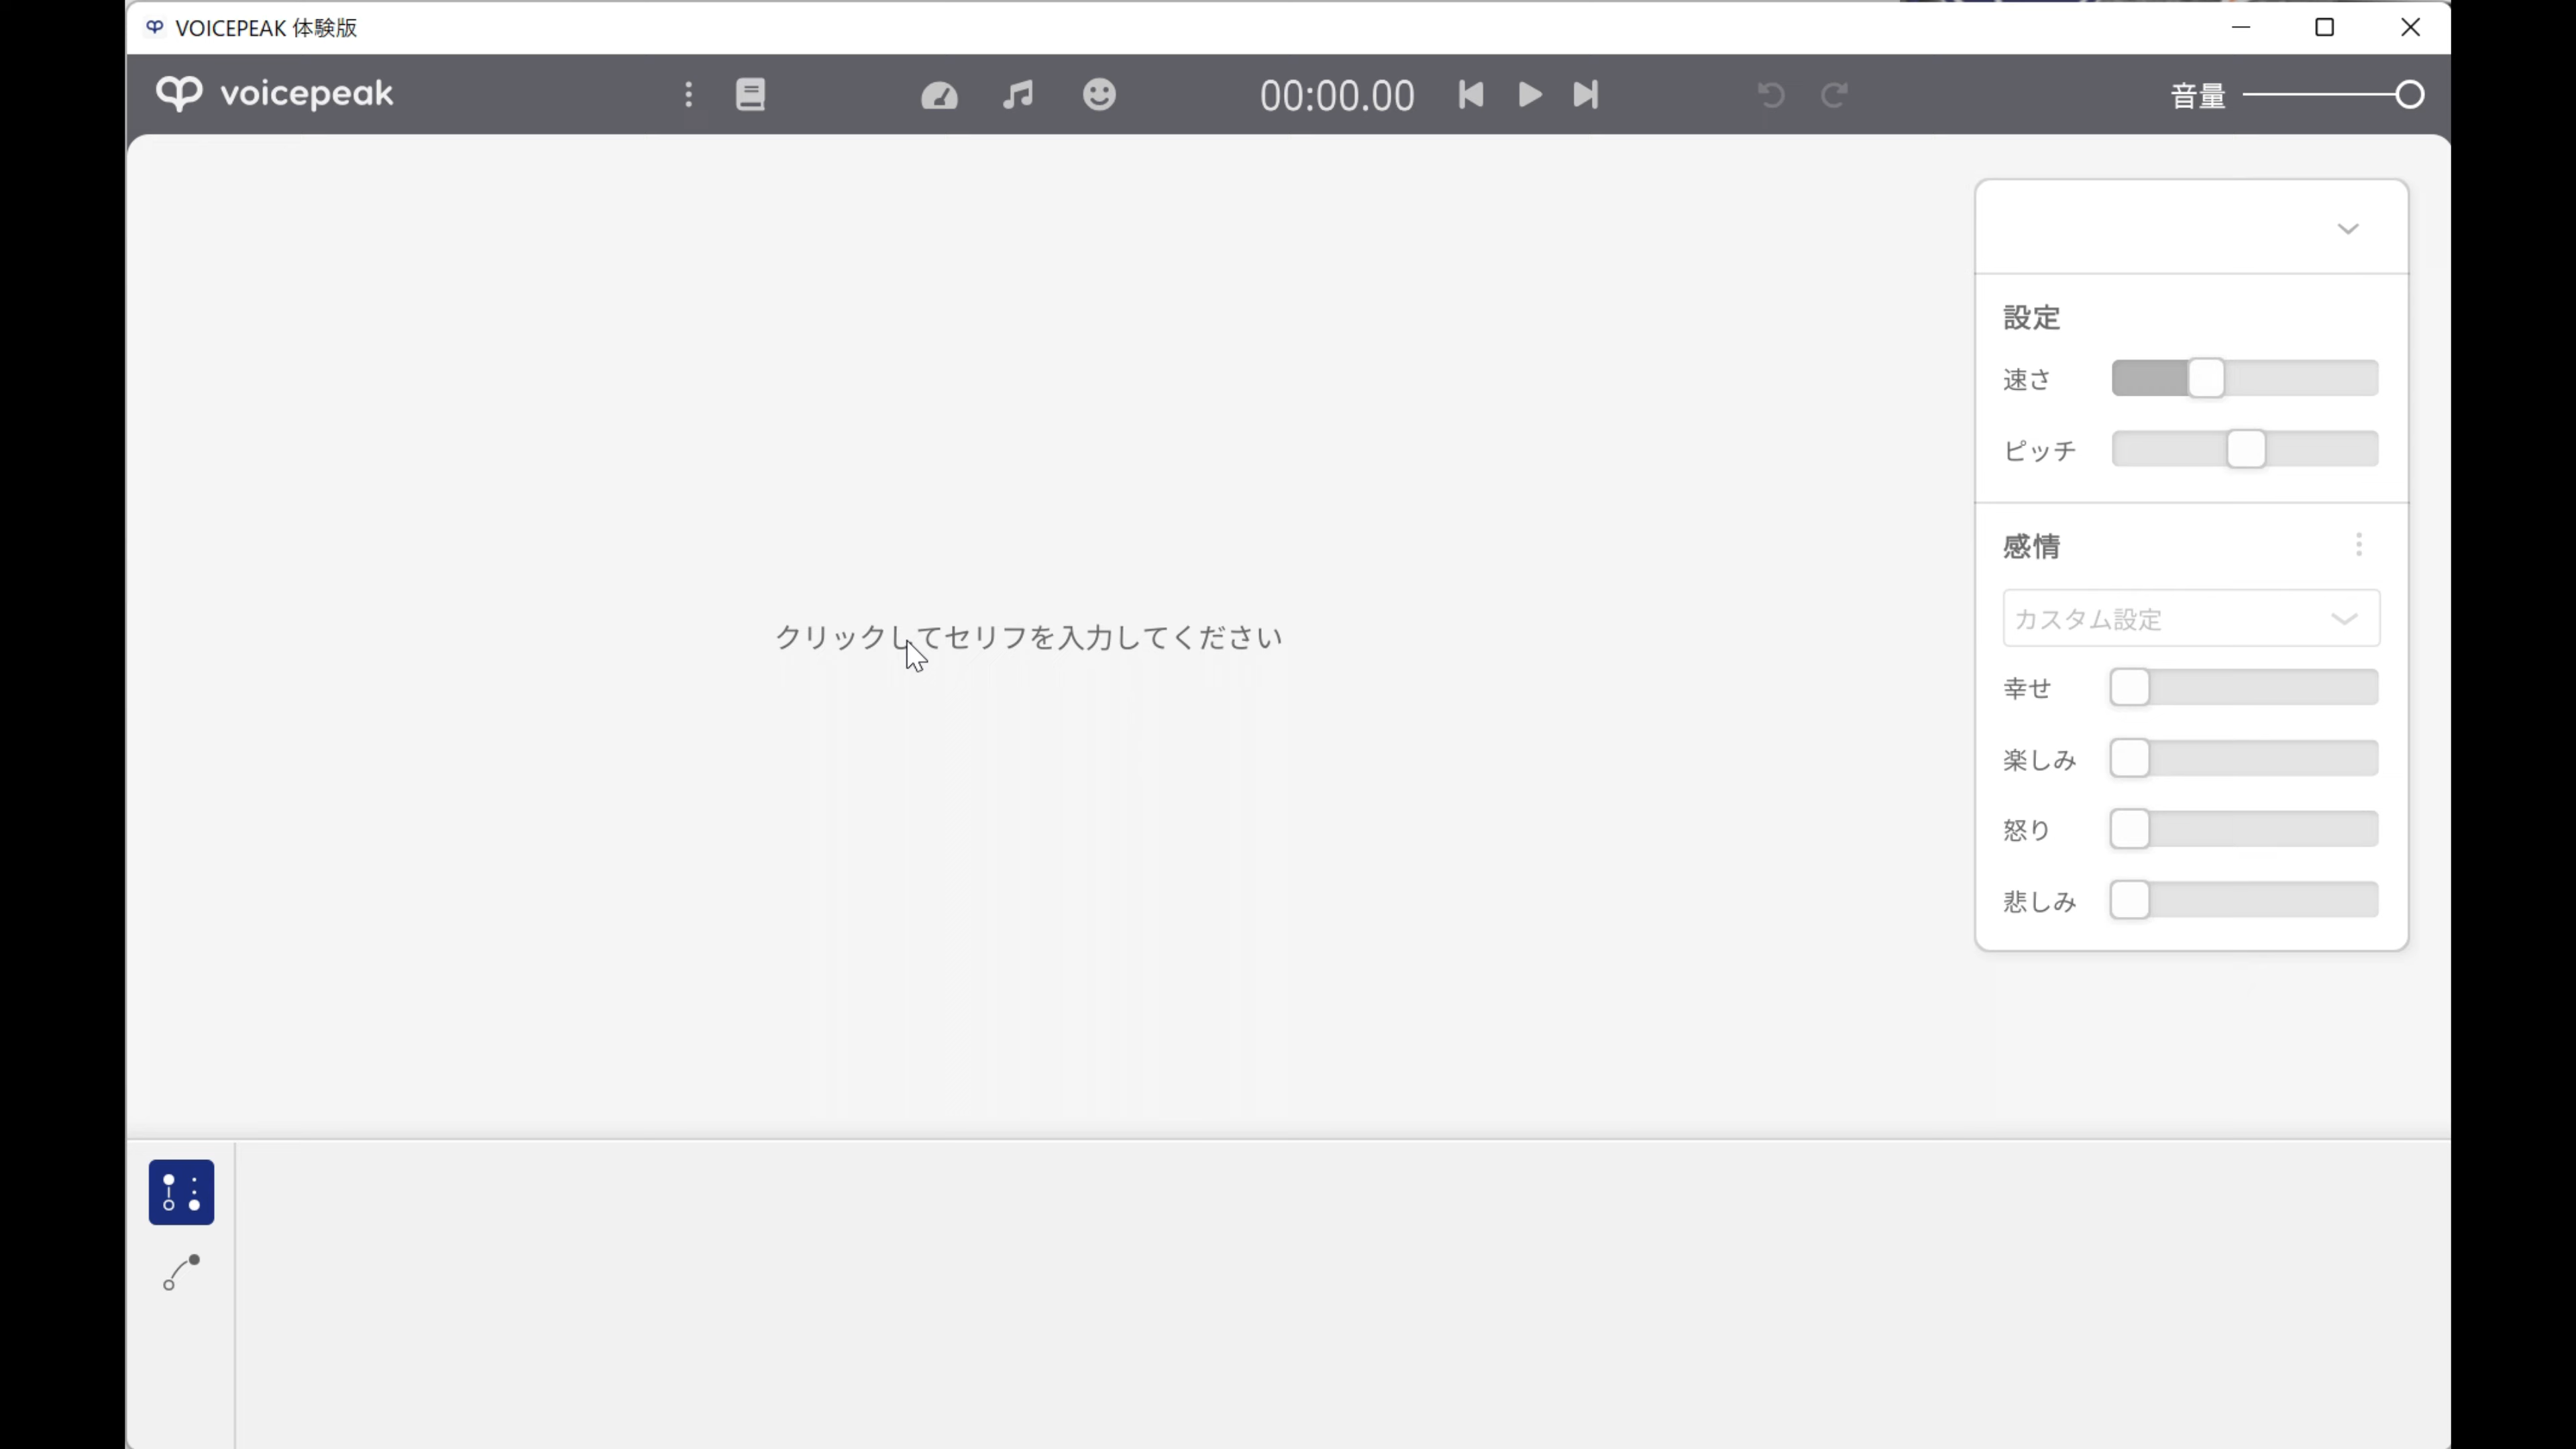 VOICEPEAK 体験版
voicepeak
00:00.00
音量
設定
速さ
ピッチ
感情
カスタム設定
幸せ
楽しみ
怒り
悲しみ
クリックしてセリフを入力してください